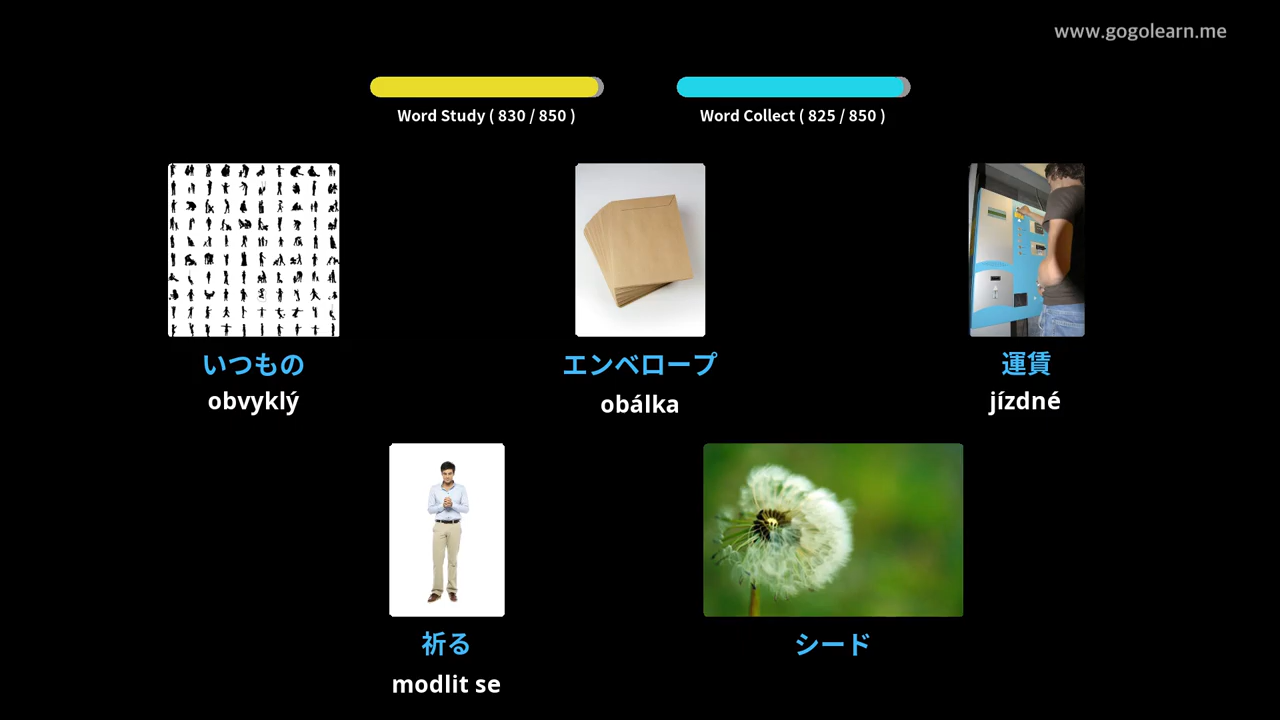 www.gogolearn.me
Word Study ( 830 / 850 )
Word Collect ( 825 / 850 )
いつもの
obvyklý
エンベロープ
obálka
運賃
jízdné
祈る
modlit se
シード